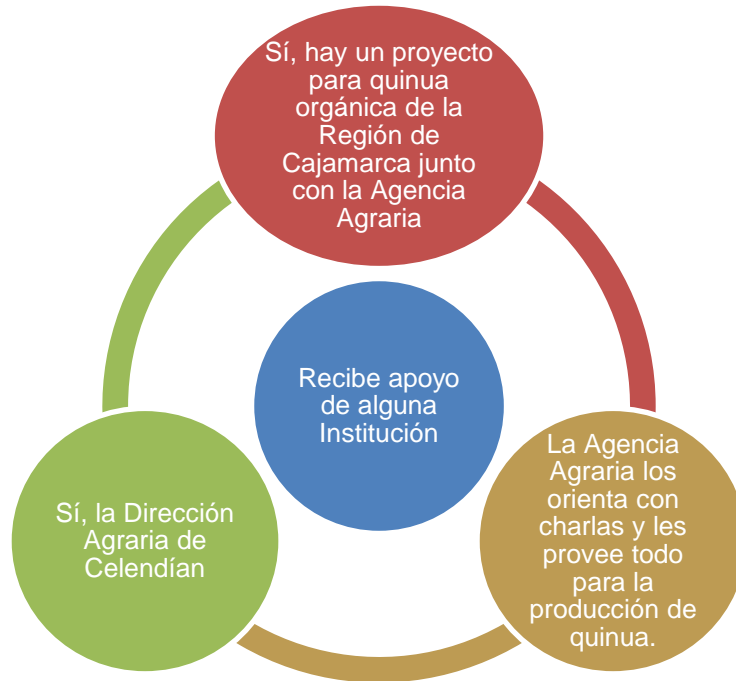 Sí, hay un proyecto
para quinua
orgánica de la
Región de
Cajamarca junto
con la Agencia
Agraria
Recibe apoyo
de alguna
Institución
Sí, la Dirección
Agraria de
Celendían
La Agencia
Agraria los
orienta con
charlas y les
provee todo
para la
producción de
quinua.